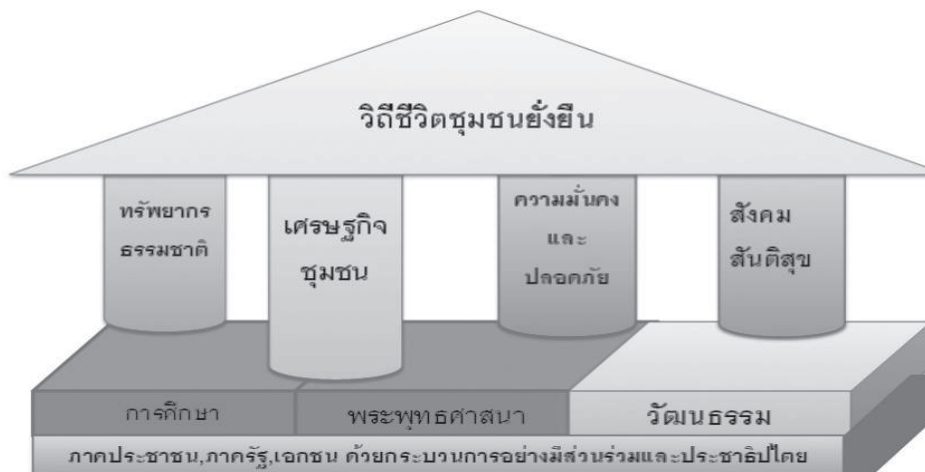 วิถีชีวิตชุมชนยั่งยืน
ทรัพยากร
ธรรมชาติ
เศรษฐกิจ
ชุมชน
ความมั่นคง
และ
ปลอดภัย
สังคม
สันติสุข
การศึกษา
พระพุทธศาสนา
วัฒนธรรม
ภาคประชาชน,ภาครัฐ,เอกชน ด้วยกระบวนการอย่างมีส่วนร่วมและประชาธิปไตย